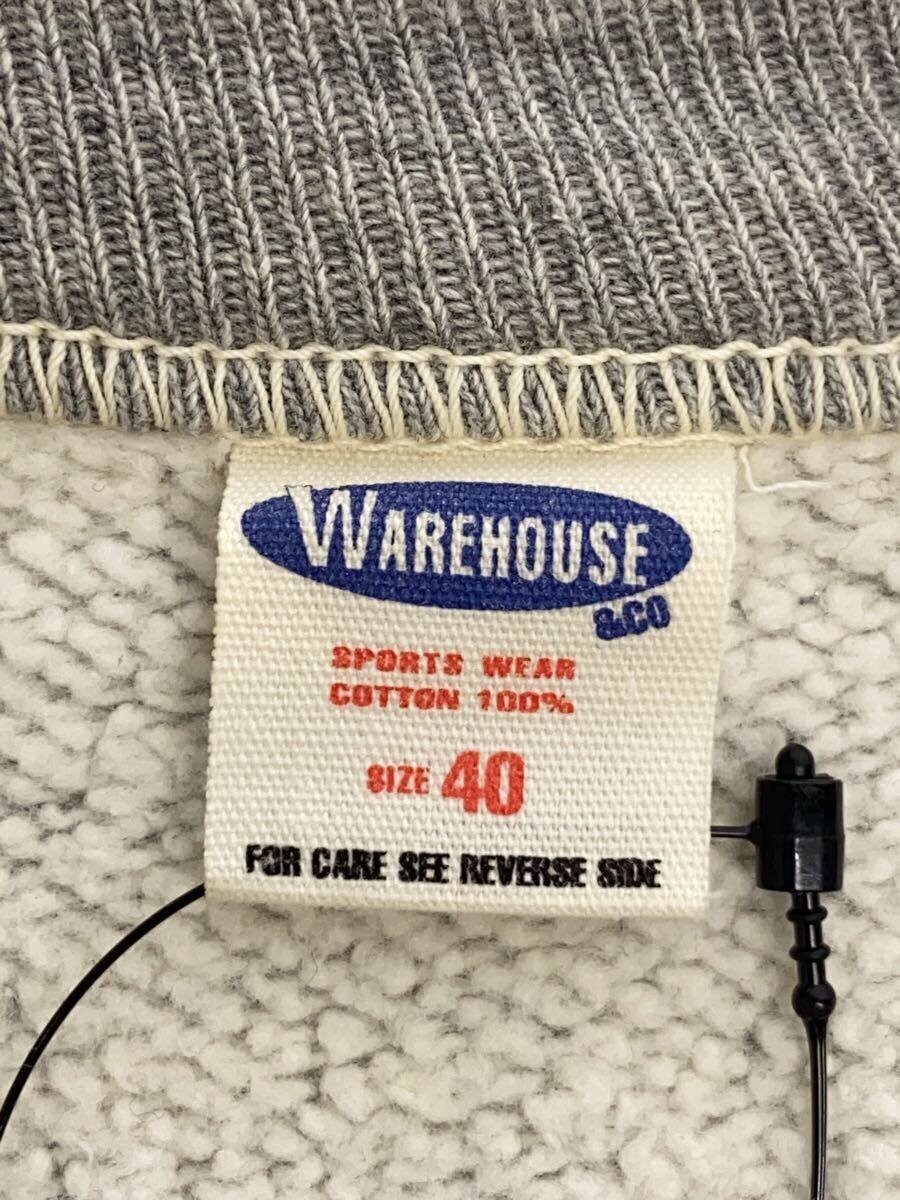 WAREHOUSE
&CO
SPORTS WEAR
COTTON 100%
SIZE 40
FOR CARE SEE REVERSE SIDE